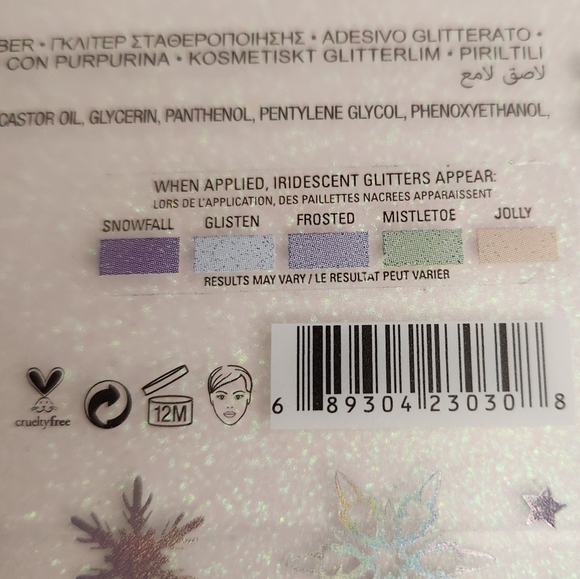 BER • ΓΚΛΙΤΕΡ ΣΤΑΘΕΡΟΠΟΙΗΣΗΣ • ADESIVO GLITTERATO •
CON PURPURINA • KOSMETISKT GLITTERLIM • PIRILTILI
لاصق لامع
CASTOR OIL, GLYCERIN, PANTHENOL, PENTYLENE GLYCOL, PHENOXYETHANOL,
WHEN APPLIED, IRIDESCENT GLITTERS APPEAR:
LORS DE L'APPLICATION, DES PAILLETTES NACREES APPARAISSENT
SNOWFALL GLISTEN FROSTED MISTLETOE JOLLY
RESULTS MAY VARY / LE RESULTAT PEUT VARIER
crueltyfree
12M
6 89304 23030 8